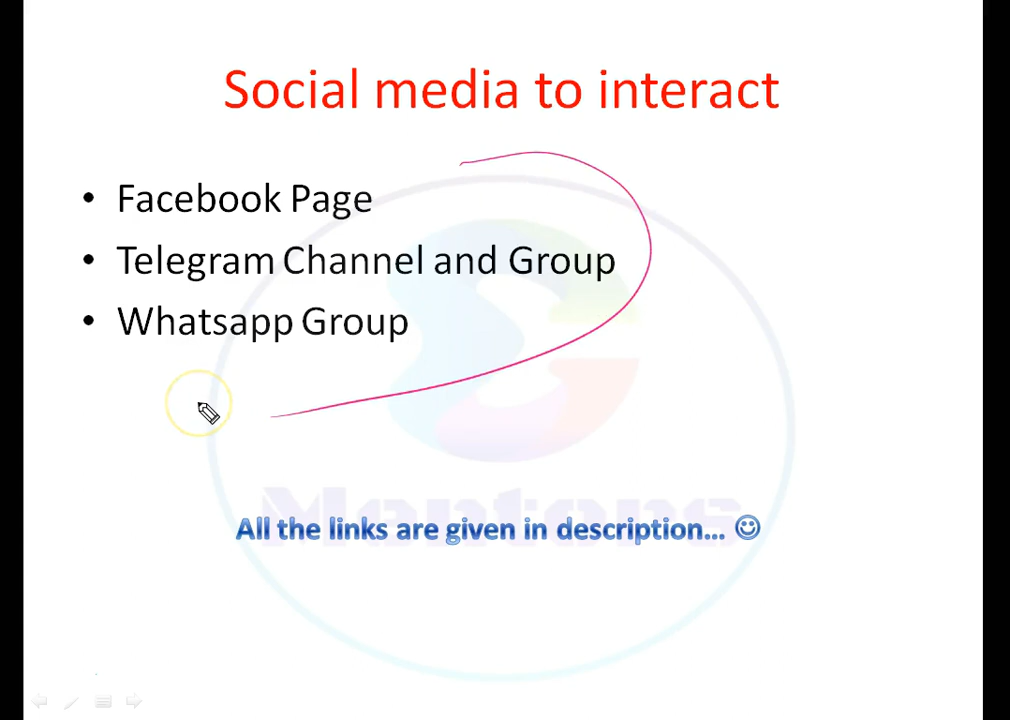 Social media to interact
• Facebook Page
• Telegram Channel and Group
• Whatsapp Group
Mentors
All the links are given in description... ☺